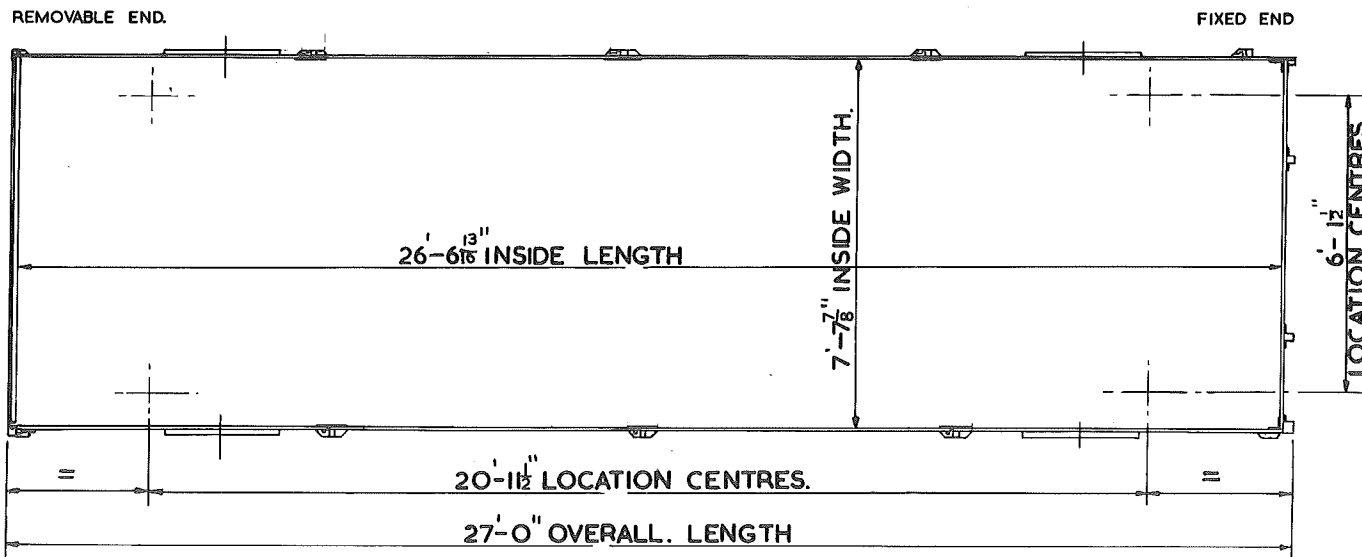 REMOVABLE END.
FIXED END
26'-6 13/16" INSIDE LENGTH
7'-7 7/8" INSIDE WIDTH.
6'-1 1/2"
LOCATION CENTRES
=
20'-11 1/2" LOCATION CENTRES.
=
27'-0" OVERALL. LENGTH